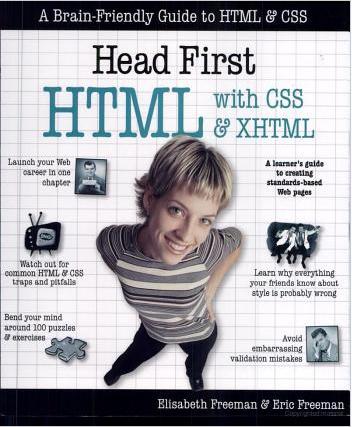 A Brain-Friendly Guide to HTML & CSS
Head First
HTML
with CSS
& XHTML
Launch your Web
career in one
chapter
A learner's guide
to creating
standards-based
Web pages
Watch out for
common HTML & CSS
traps and pitfalls
Learn why everything
your friends know about
style is probably wrong
Bend your mind
around 100 puzzles
& exercises
Avoid
embarrassing
validation mistakes
Elisabeth Freeman & Eric Freeman
Copyrighted material